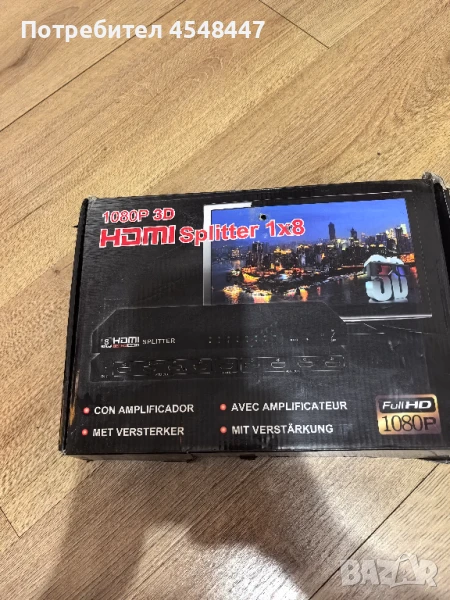 Потребител 4548447
1080P 3D
HDMI Splitter 1x8
3D
HDMI SPLITTER
• CON AMPLIFICADOR
• AVEC AMPLIFICATEUR
• MET VERSTERKER
• MIT VERSTÄRKUNG
Full HD
1080P
BAZAR